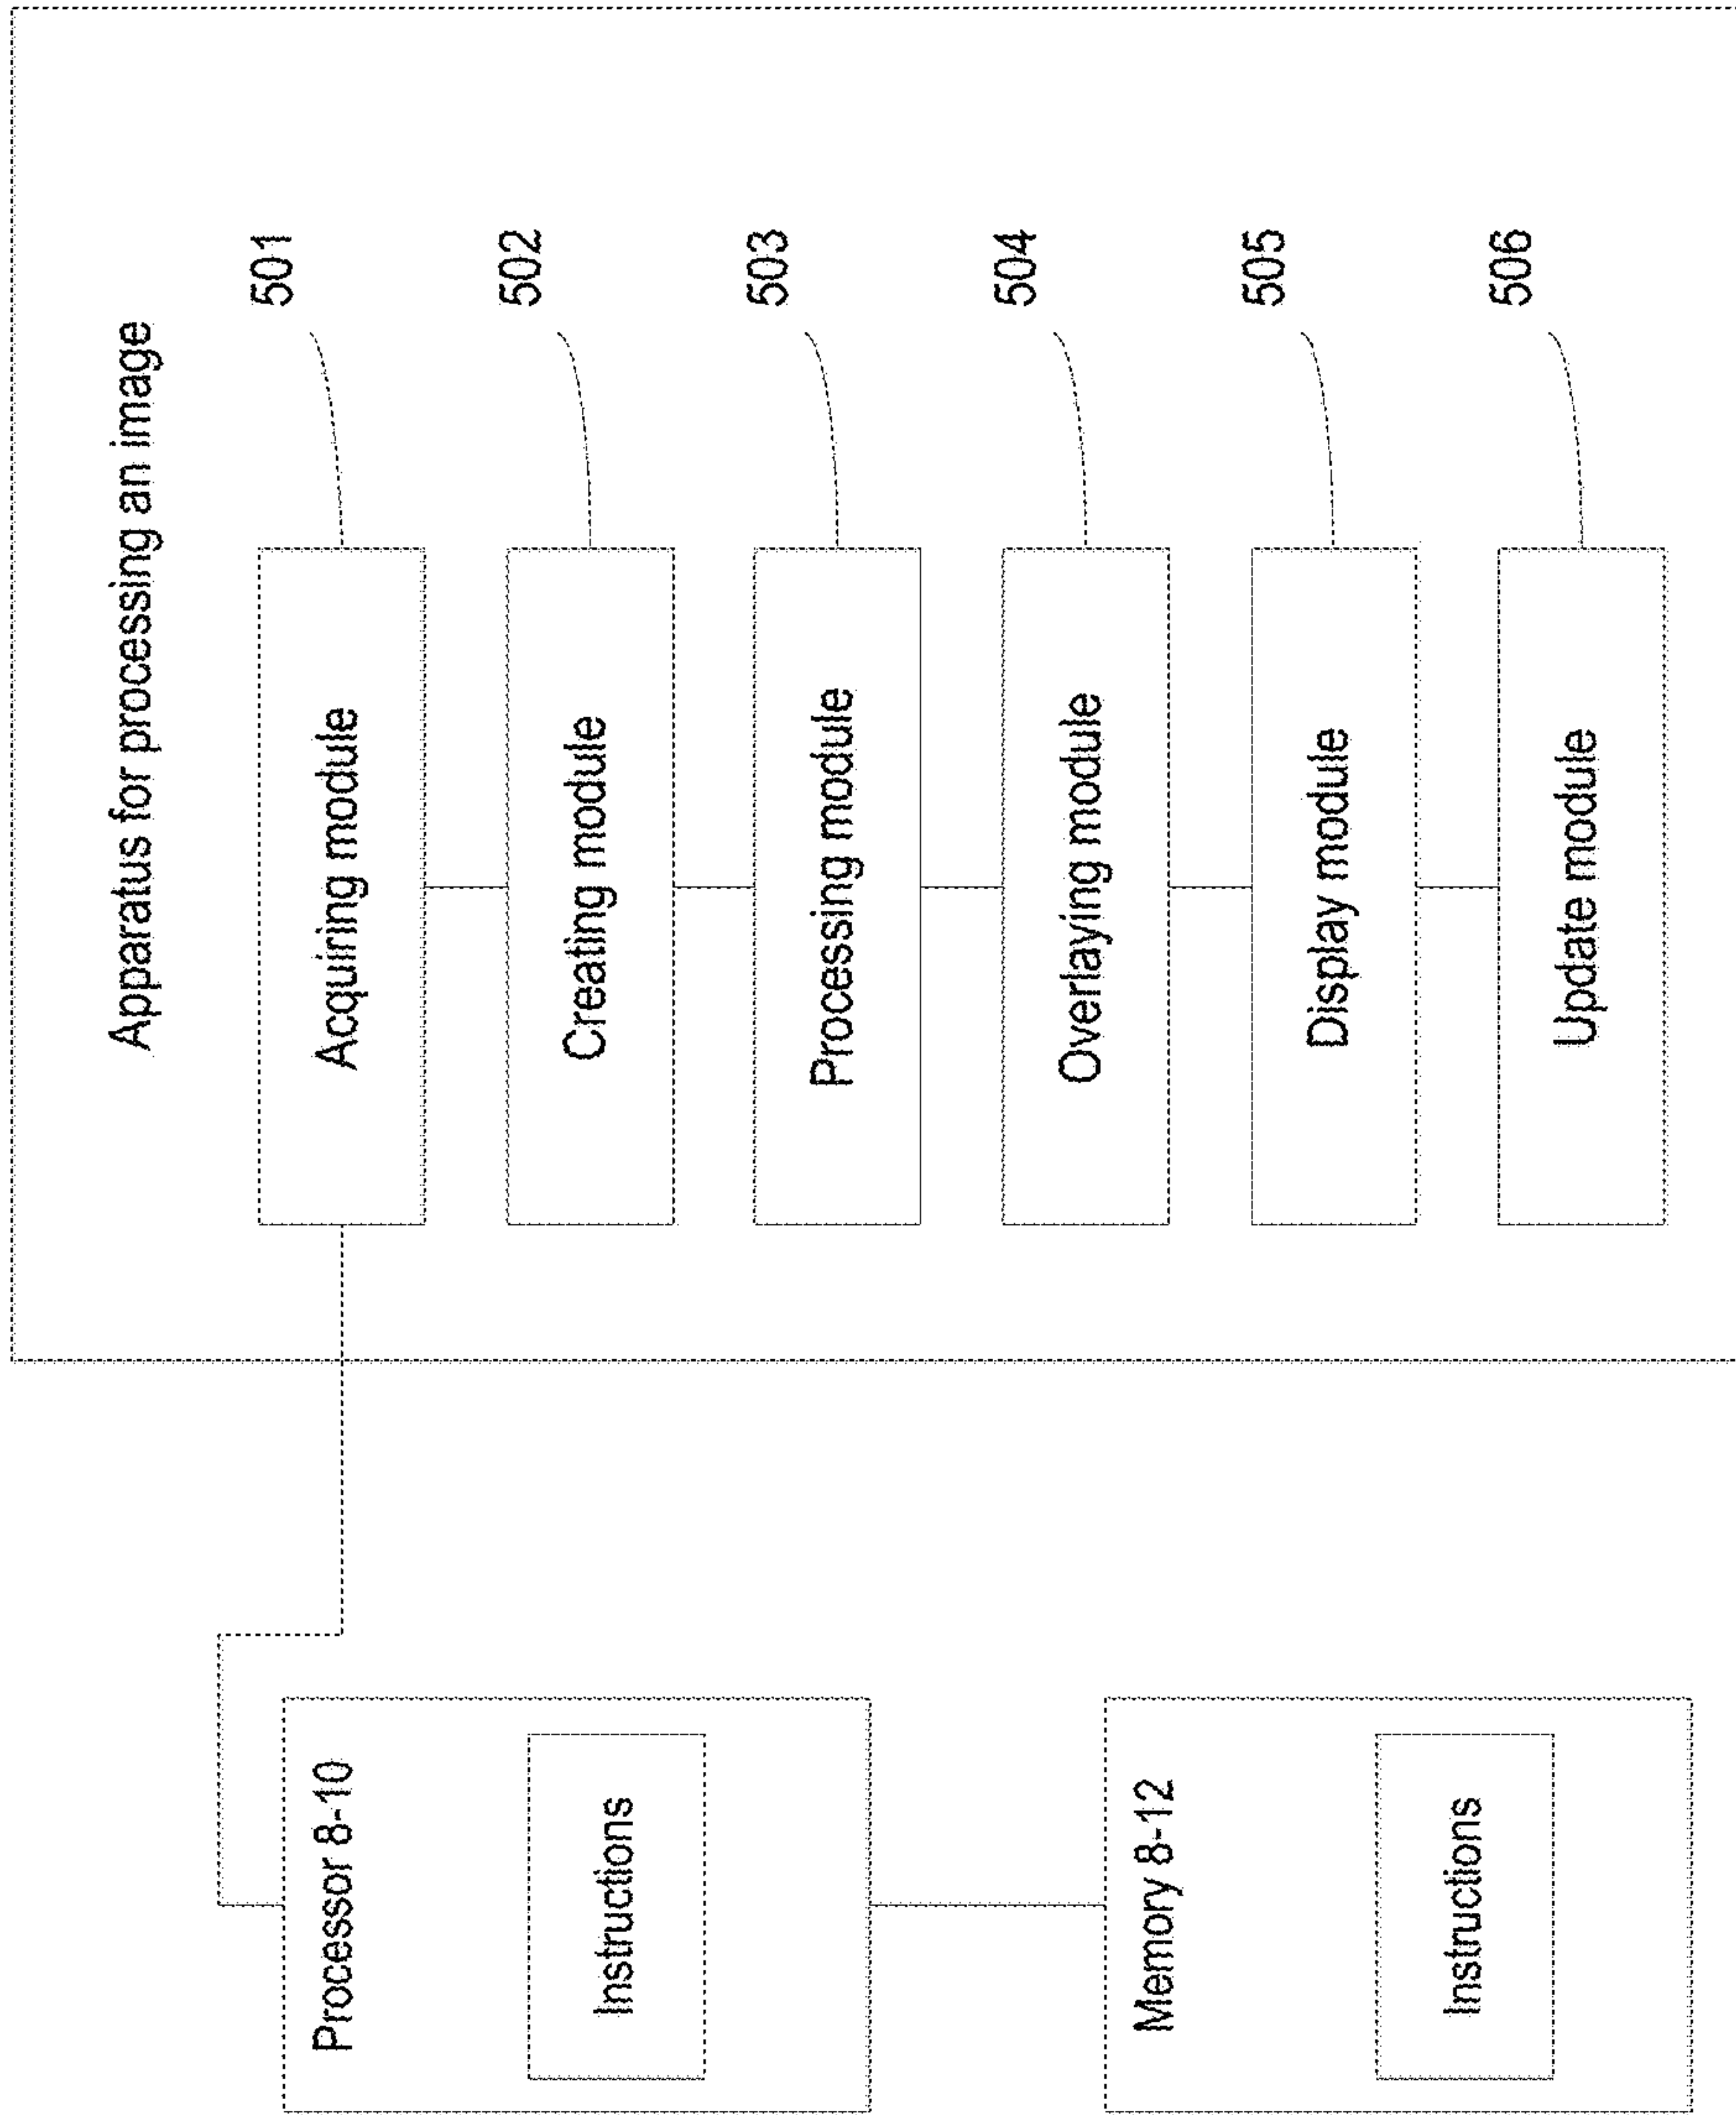 Processor 8-10
Instructions
Memory 8-12
Instructions
Apparatus for processing an image
Acquiring module
501
Creating module
502
Processing module
503
Overlaying module
504
Display module
505
Update module
506